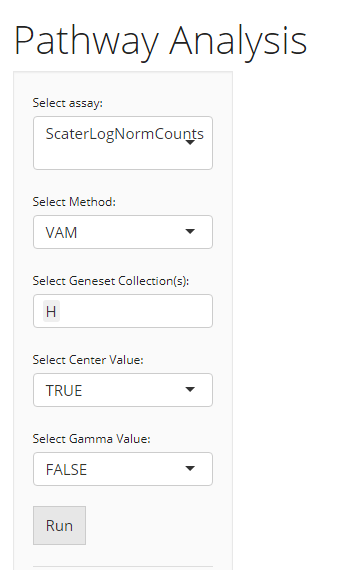 Pathway Analysis
Select assay:
ScaterLogNormCounts
Select Method:
VAM
Select Geneset Collection(s):
H
Select Center Value:
TRUE
Select Gamma Value:
FALSE
Run